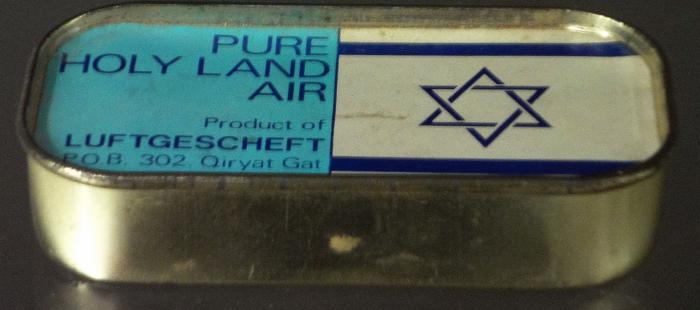 PURE
HOLY LAND
AIR
Product of
LUFTGESCHEFT
P.O.B. 302. Qiryat Gat